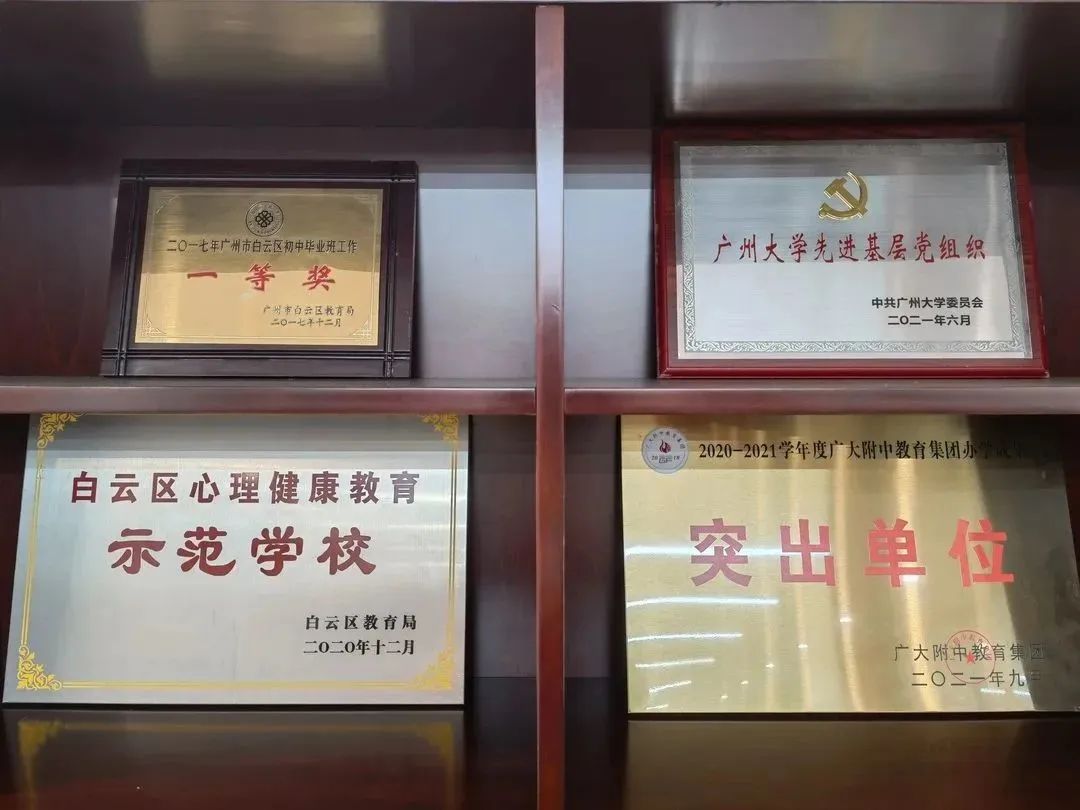 二〇一七年广州市白云区初中毕业班工作
一等奖
广州市白云区教育局
二〇一七年十二月
广州大学先进基层党组织
中共广州大学委员会
二〇二一年六月
白云区心理健康教育
示范学校
白云区教育局
二〇二〇年十二月
2020-2021学年度广大附中教育集团办学成
突出单位
广大附中教育集团
二〇二一年九月